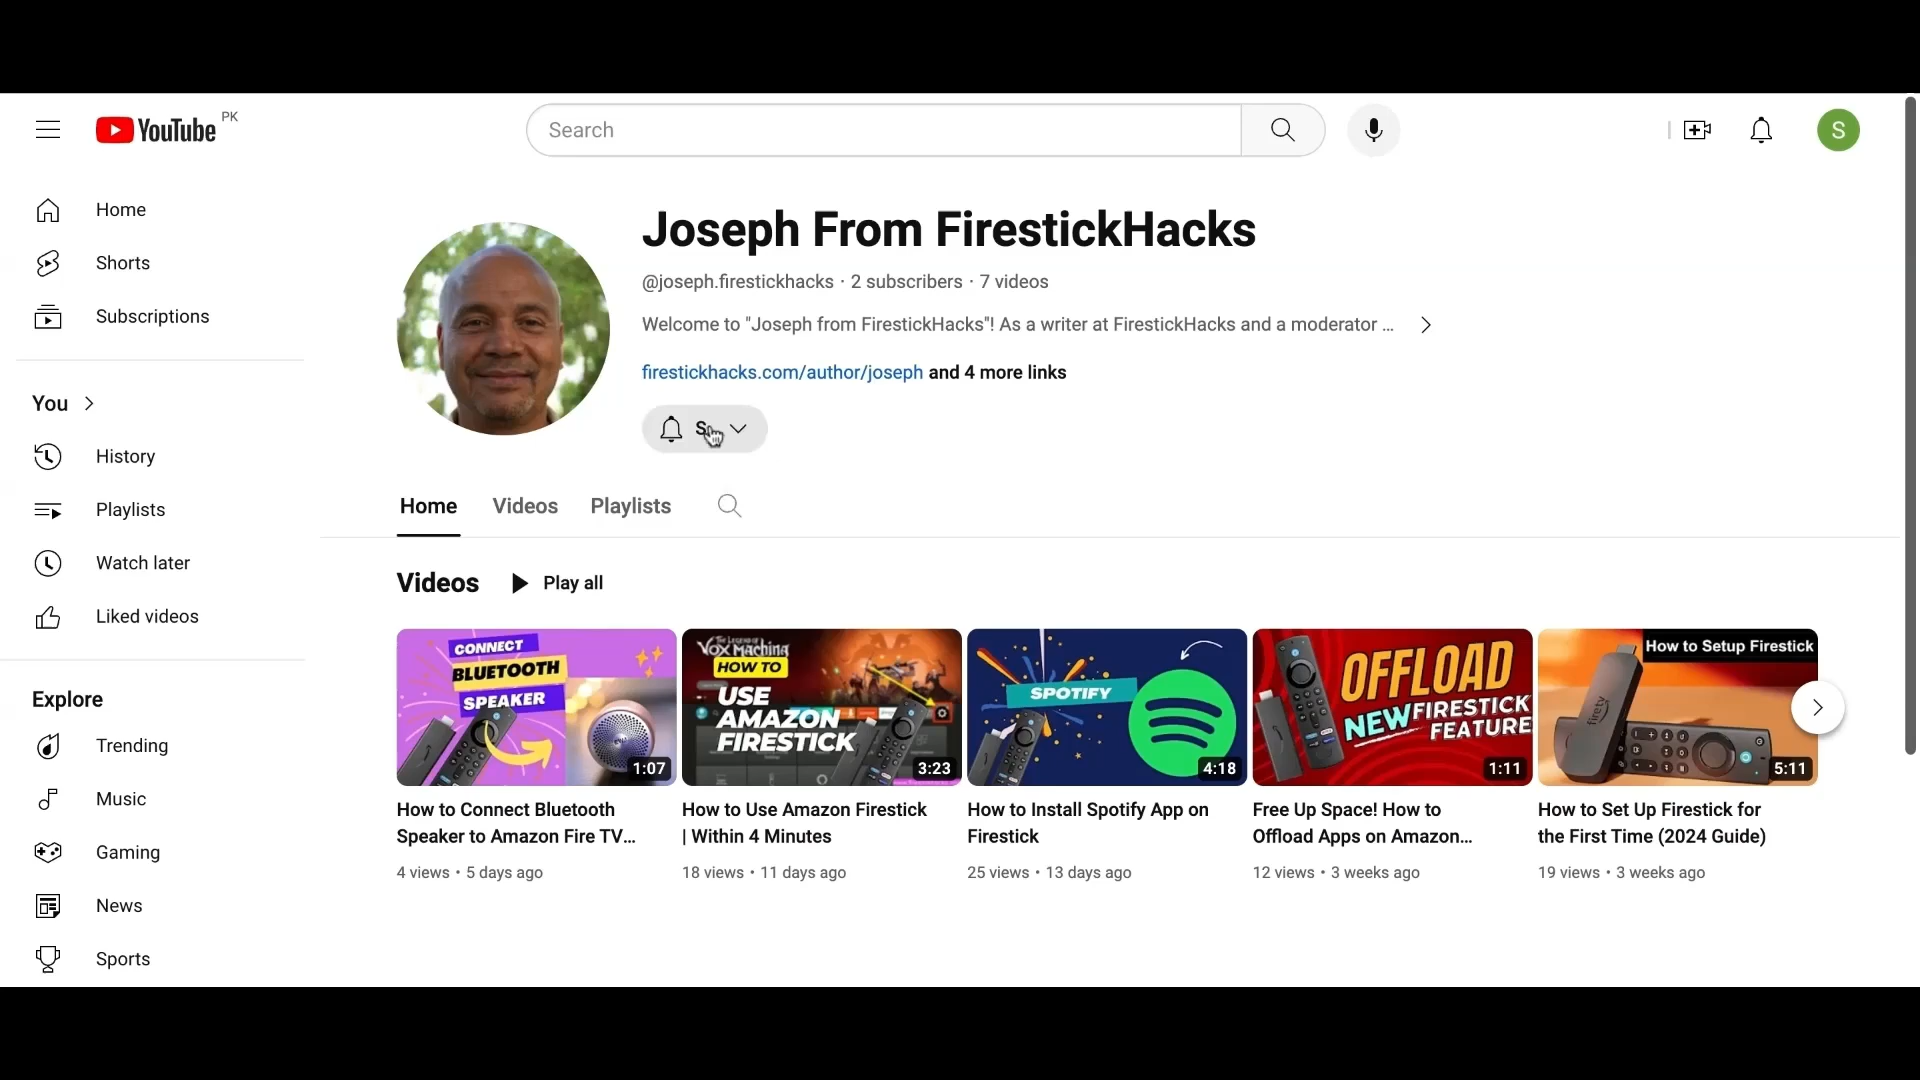 YouTube PK
Search
S
Home
Shorts
Subscriptions
You
History
Playlists
Watch later
Liked videos
Explore
Trending
Music
Gaming
News
Sports
Joseph From FirestickHacks
@joseph.firestickhacks · 2 subscribers · 7 videos
Welcome to "Joseph from FirestickHacks"! As a writer at FirestickHacks and a moderator ...
firestickhacks.com/author/joseph and 4 more links
S
Home Videos Playlists
Videos Play all
CONNECT
BLUETOOTH
SPEAKER
1:07
How to Connect Bluetooth
Speaker to Amazon Fire TV...
4 views • 5 days ago
THE LEGEND OF
VOX MACHINA
HOW TO
USE
AMAZON
FIRESTICK
3:23
How to Use Amazon Firestick
| Within 4 Minutes
18 views • 11 days ago
SPOTIFY
4:18
How to Install Spotify App on
Firestick
25 views • 13 days ago
OFFLOAD
NEW FIRESTICK
FEATURE
1:11
Free Up Space! How to
Offload Apps on Amazon...
12 views • 3 weeks ago
How to Setup Firestick
firetv
5:11
How to Set Up Firestick for
the First Time (2024 Guide)
19 views • 3 weeks ago